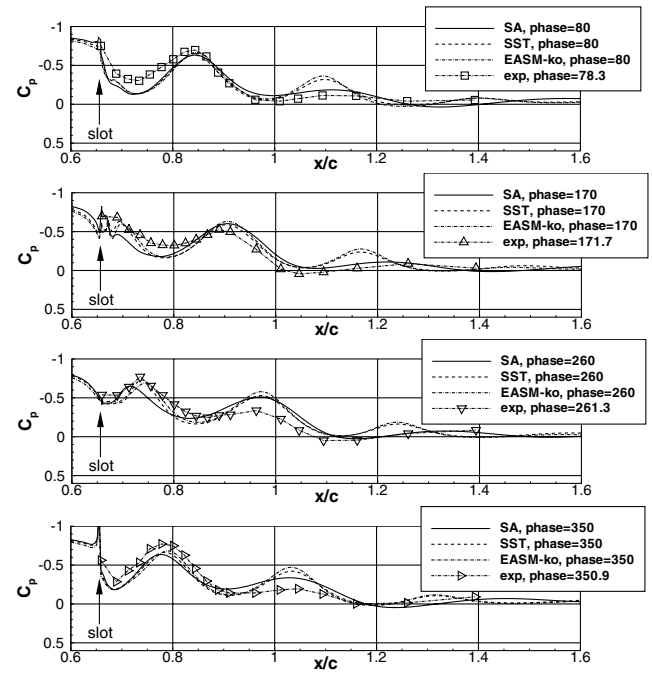 -1
-0.5
0
0.5
C_p
SA, phase=80
SST, phase=80
EASM-ko, phase=80
exp, phase=78.3
slot
0.6 0.8 1 1.2 1.4 1.6
x/c
-1
-0.5
0
0.5
C_p
SA, phase=170
SST, phase=170
EASM-ko, phase=170
exp, phase=171.7
slot
0.6 0.8 1 1.2 1.4 1.6
x/c
-1
-0.5
0
0.5
C_p
SA, phase=260
SST, phase=260
EASM-ko, phase=260
exp, phase=261.3
slot
0.6 0.8 1 1.2 1.4 1.6
x/c
-1
-0.5
0
0.5
C_p
SA, phase=350
SST, phase=350
EASM-ko, phase=350
exp, phase=350.9
slot
0.6 0.8 1 1.2 1.4 1.6
x/c